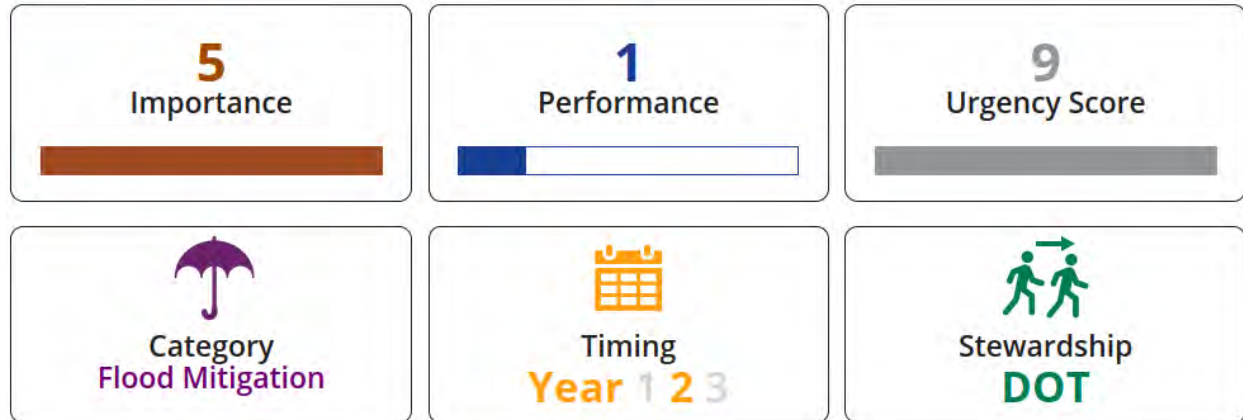 5
Importance
1
Performance
9
Urgency Score
Category
Flood Mitigation
Timing
Year 1 2 3
Stewardship
DOT